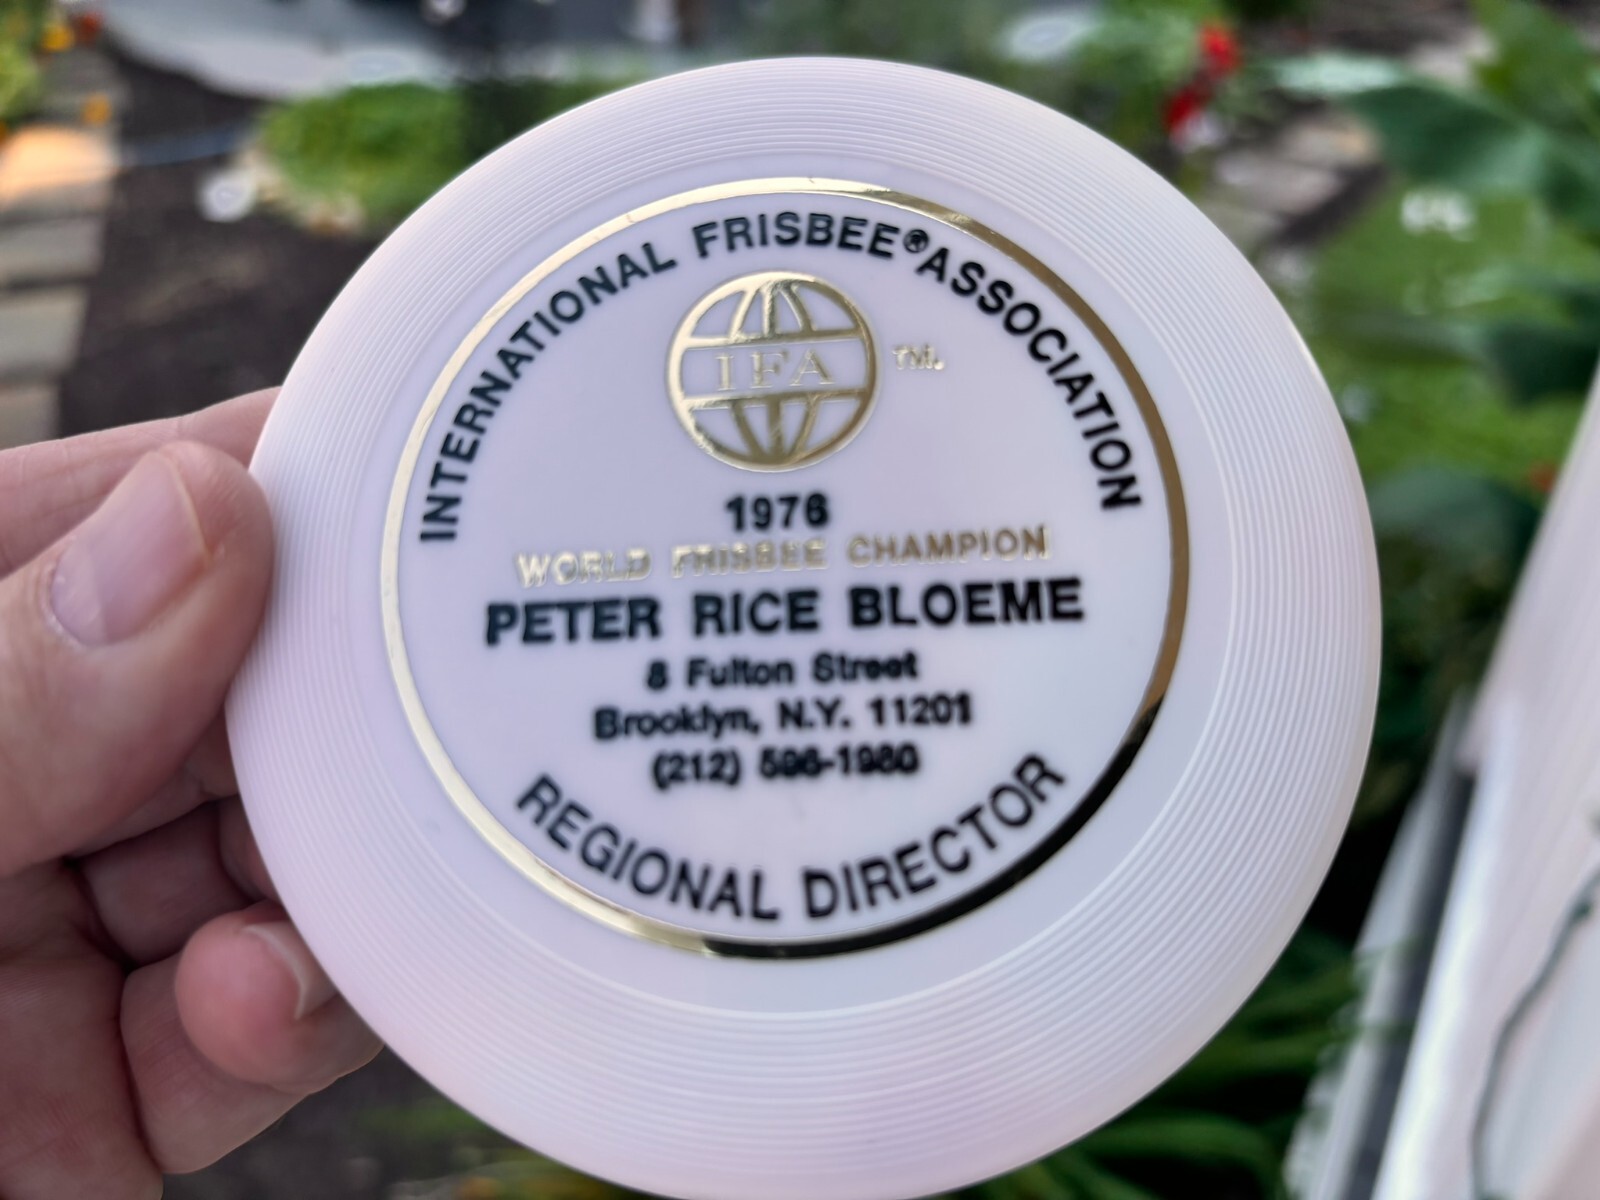 INTERNATIONAL FRISBEE® ASSOCIATION
IFA
TM.
1976
WORLD FRISBEE CHAMPION
PETER RICE BLOEME
8 Fulton Street
Brooklyn, N.Y. 11201
(212) 596-1980
REGIONAL DIRECTOR